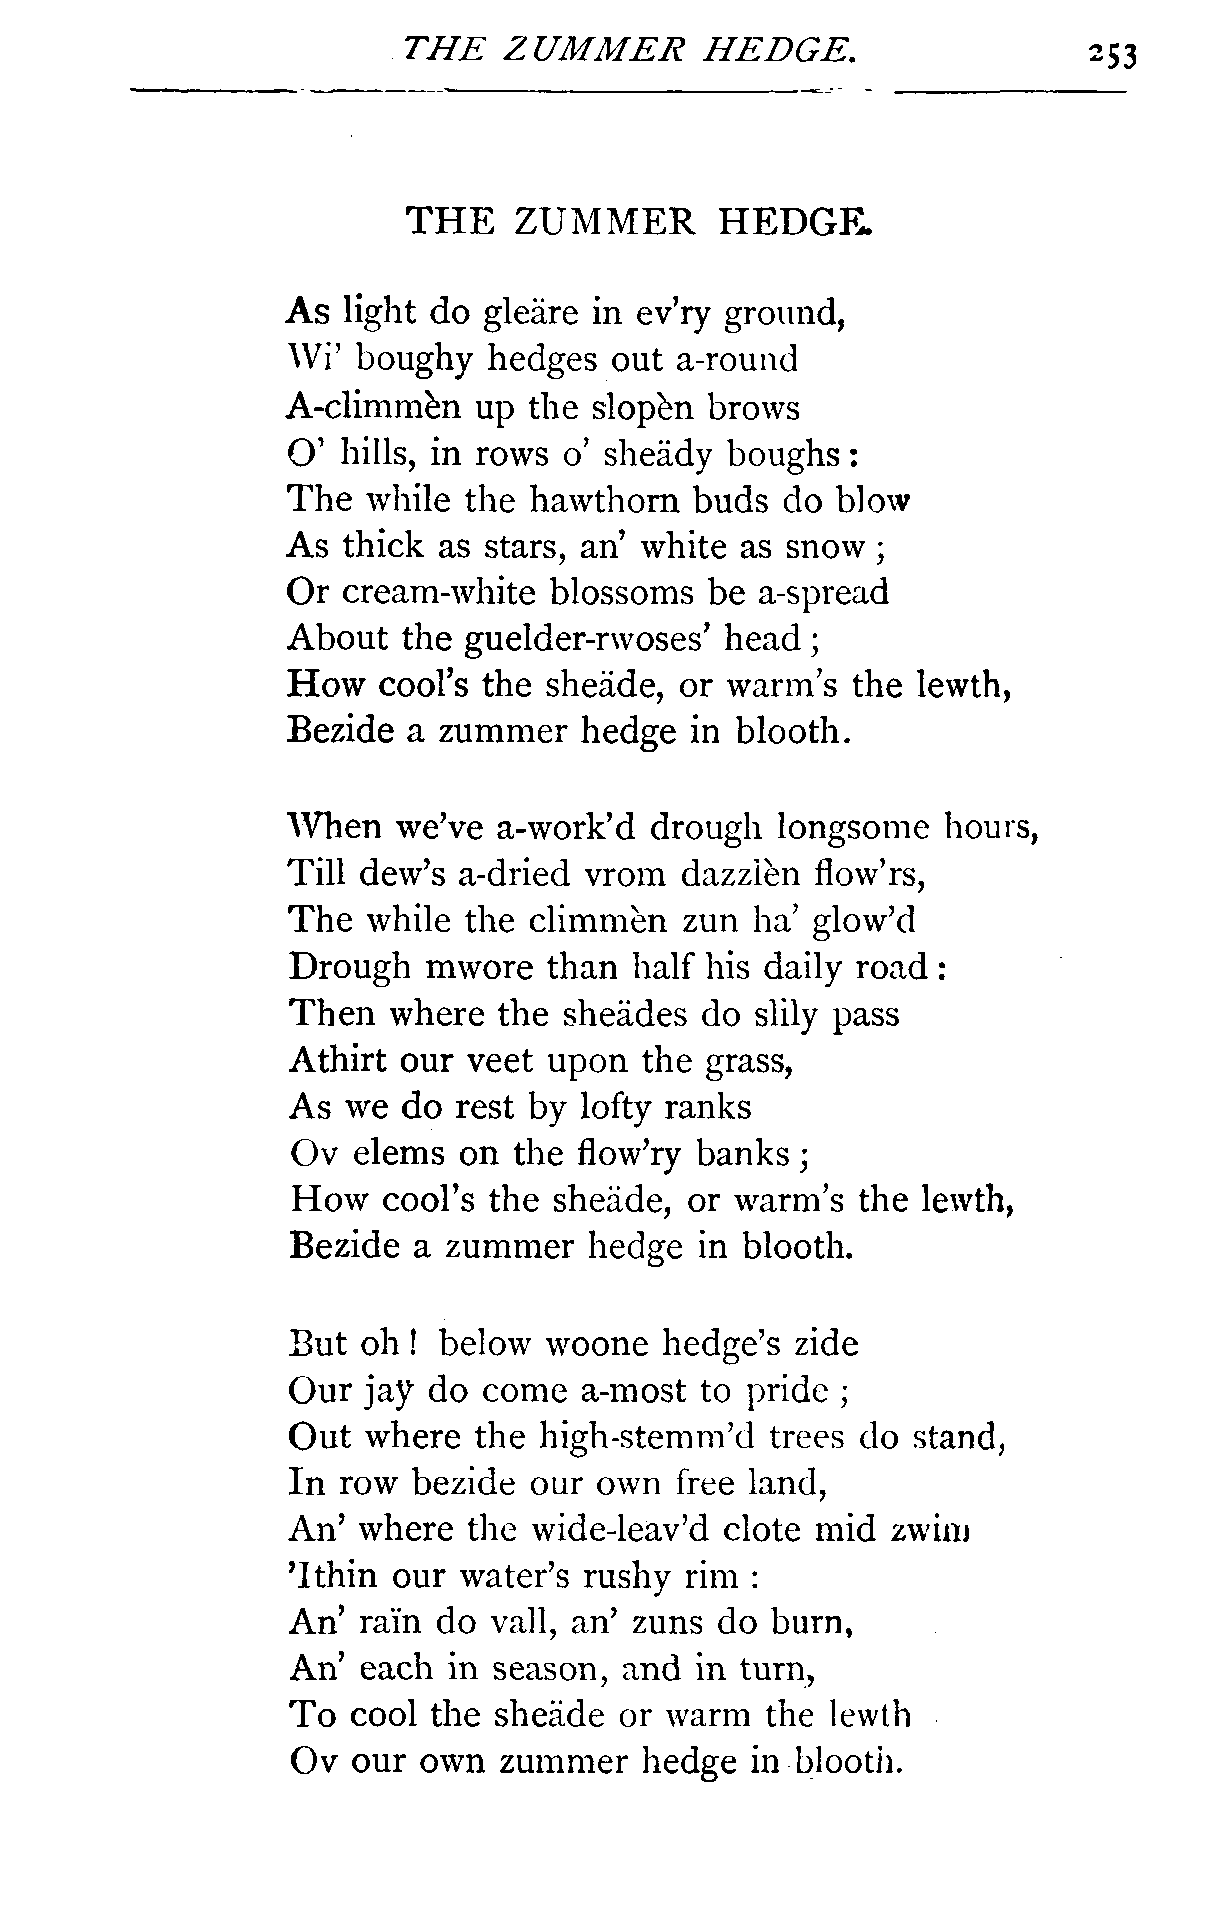 THE ZUMMER HEDGE. 253
THE ZUMMER HEDGE.
As light do gleäre in ev'ry ground,
Wi' boughy hedges out a-round
A-climmèn up the slopèn brows
O' hills, in rows o' sheädy boughs :
The while the hawthorn buds do blow
As thick as stars, an' white as snow ;
Or cream-white blossoms be a-spread
About the guelder-rwoses' head ;
How cool's the sheäde, or warm's the lewth,
Bezide a zummer hedge in blooth.
When we've a-work'd drough longsome hours,
Till dew's a-dried vrom dazzlèn flow'rs,
The while the climmèn zun ha' glow'd
Drough mwore than half his daily road :
Then where the sheädes do slily pass
Athirt our veet upon the grass,
As we do rest by lofty ranks
Ov elems on the flow'ry banks ;
How cool's the sheäde, or warm's the lewth,
Bezide a zummer hedge in blooth.
But oh ! below woone hedge's zide
Our jaÿ do come a-most to pride ;
Out where the high-stemm'd trees do stand,
In row bezide our own free land,
An' where the wide-leav'd clote mid zwim
'Ithin our water's rushy rim :
An' raïn do vall, an' zuns do burn,
An' each in season, and in turn,
To cool the sheäde or warm the lewth
Ov our own zummer hedge in blooth.